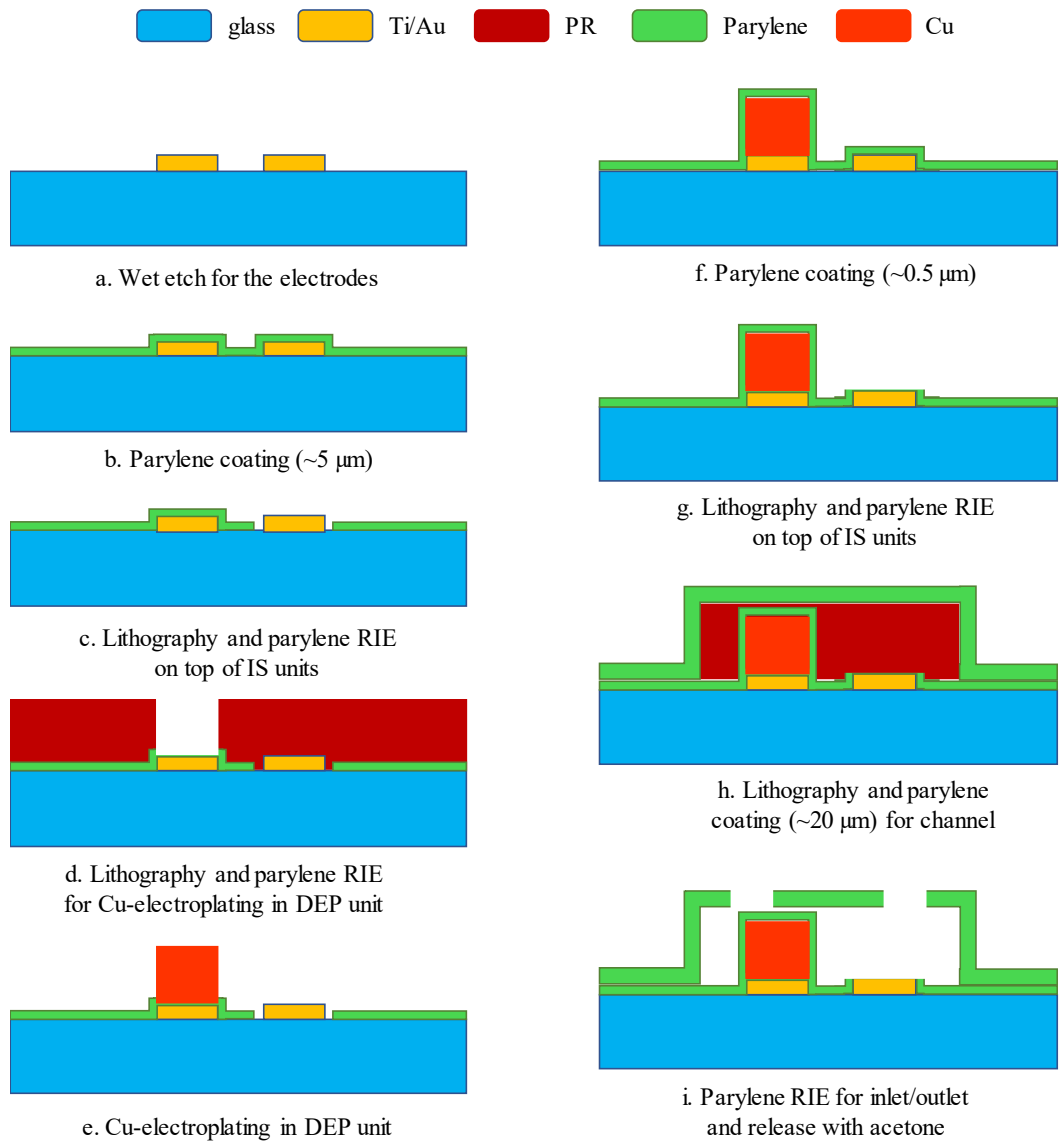 glass Ti/Au PR Parylene Cu
a. Wet etch for the electrodes
b. Parylene coating (~5 μm)
c. Lithography and parylene RIE
on top of IS units
d. Lithography and parylene RIE
for Cu-electroplating in DEP unit
e. Cu-electroplating in DEP unit
f. Parylene coating (~0.5 μm)
g. Lithography and parylene RIE
on top of IS units
h. Lithography and parylene
coating (~20 μm) for channel
i. Parylene RIE for inlet/outlet
and release with acetone